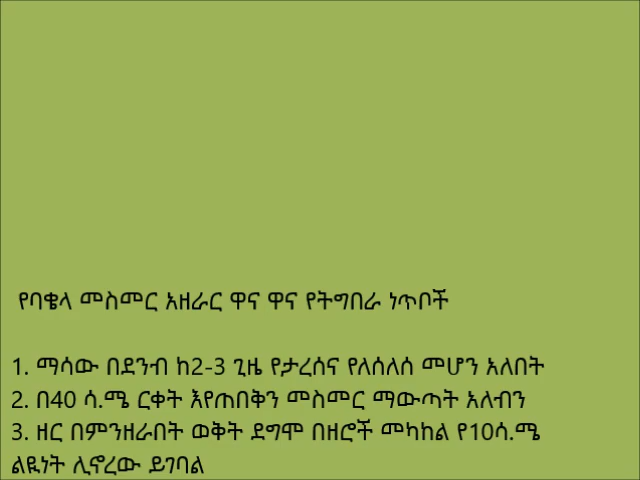 የባቄላ መስመር አዘራር ዋና ዋና የትግበራ ነጥቦች
1. ማሳው በደንብ ከ2-3 ጊዜ የታረሰና የለሰለሰ መሆን አለበት
2. በ40 ሳ.ሜ ርቀት እየጠበቅን መስመር ማውጣት አለብን
3. ዘር በምንዘራበት ወቅት ደግሞ በዘሮች መካከል የ10ሳ.ሜ
ልዪነት ሊኖረው ይገባል